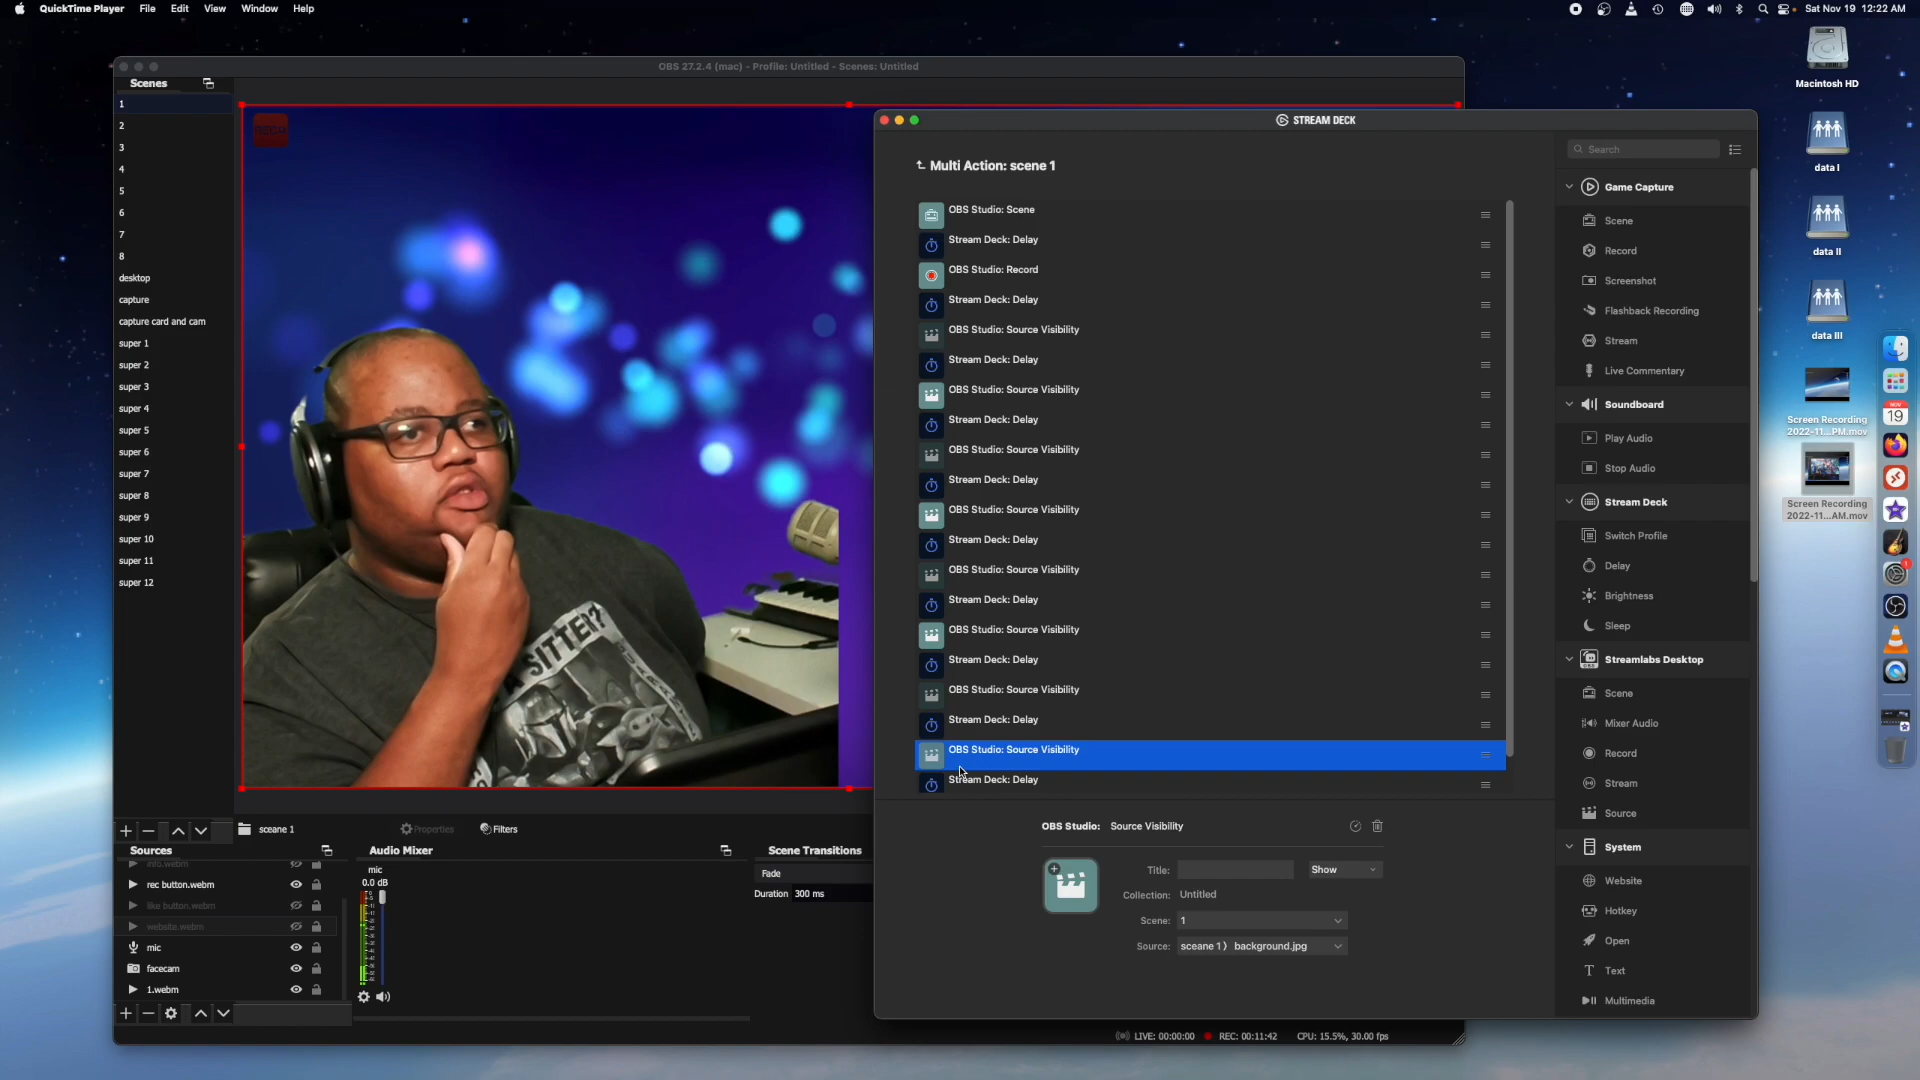 QuickTime Player File Edit View Window Help
Sat Nov 19 12:22 AM
OBS 27.2.4 (mac) - Profile: Untitled - Scenes: Untitled
Scenes
1
2
3
4
5
6
7
8
desktop
capture
capture card and cam
super 1
super 2
super 3
super 4
super 5
super 6
super 7
super 8
super 9
super 10
super 11
super 12
sceane 1
Properties
Filters
Sources
info.webm
rec button.webm
like button.webm
website.webm
mic
facecam
1.webm
Audio Mixer
mic
0.0 dB
Scene Transitions
Fade
Duration 300 ms
LIVE: 00:00:00 REC: 00:11:42 CPU: 15.5%, 30.00 fps
STREAM DECK
Multi Action: scene 1
OBS Studio: Scene
Stream Deck: Delay
OBS Studio: Record
Stream Deck: Delay
OBS Studio: Source Visibility
Stream Deck: Delay
OBS Studio: Source Visibility
Stream Deck: Delay
OBS Studio: Source Visibility
Stream Deck: Delay
OBS Studio: Source Visibility
Stream Deck: Delay
OBS Studio: Source Visibility
Stream Deck: Delay
OBS Studio: Source Visibility
Stream Deck: Delay
OBS Studio: Source Visibility
Stream Deck: Delay
OBS Studio: Source Visibility
Stream Deck: Delay
OBS Studio: Source Visibility
Title: Show
Collection: Untitled
Scene: 1
Source: sceane 1 ⟩ background.jpg
Search
Game Capture
Scene
Record
Screenshot
Flashback Recording
Stream
Live Commentary
Soundboard
Play Audio
Stop Audio
Stream Deck
Switch Profile
Delay
Brightness
Sleep
Streamlabs Desktop
Scene
Mixer Audio
Record
Stream
Source
System
Website
Hotkey
Open
Text
Multimedia
Macintosh HD
data I
data II
data III
Screen Recording
2022-11...PM.mov
Screen Recording
2022-11...AM.mov
NOV
19